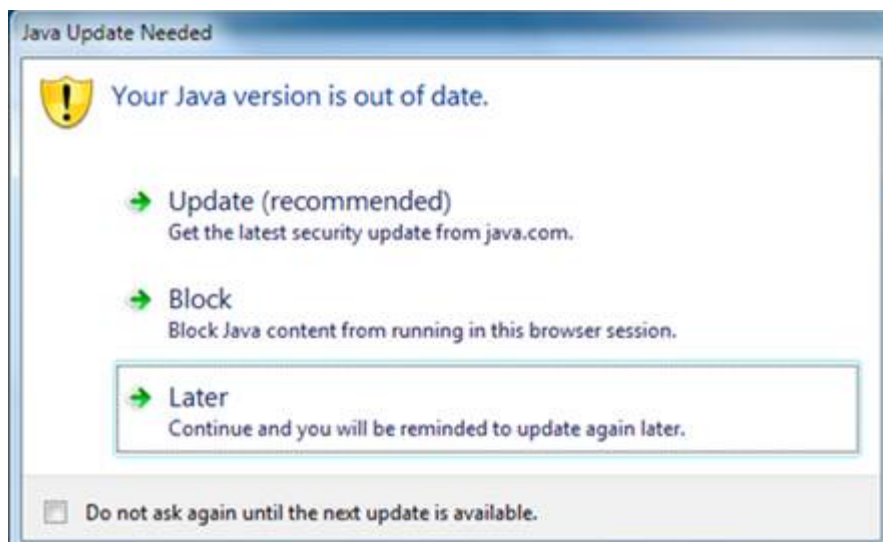 Java Update Needed
Your Java version is out of date.
Update (recommended)
Get the latest security update from java.com.
Block
Block Java content from running in this browser session.
Later
Continue and you will be reminded to update again later.
Do not ask again until the next update is available.